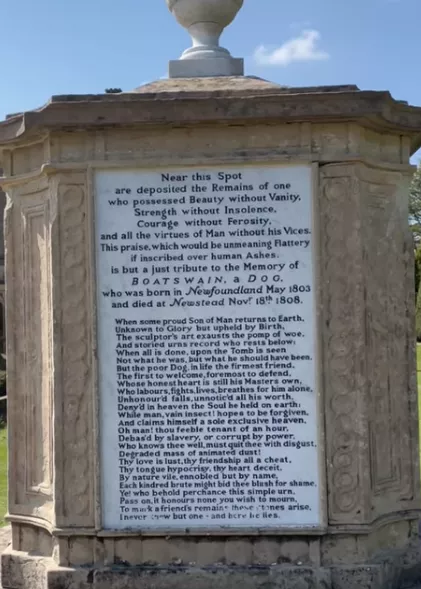 Near this Spot
are deposited the Remains of one
who possessed Beauty without Vanity,
Strength without Insolence,
Courage without Ferosity,
and all the virtues of Man without his Vices.
This praise, which would be unmeaning Flattery
if inscribed over human Ashes,
is but a just tribute to the Memory of
BOATSWAIN, a DOG,
who was born in Newfoundland May 1803
and died at Newstead Novr. 18th 1808.
When some proud Son of Man returns to Earth,
Unknown to Glory but upheld by Birth,
The sculptor's art exausts the pomp of woe,
And storied urns record who rests below:
When all is done, upon the Tomb is seen
Not what he was, but what he should have been.
But the poor Dog, in life the firmest friend,
The first to welcome, foremost to defend,
Whose honest heart is still his Masters own,
Who labours, fights, lives, breathes for him alone,
Unhonour'd falls, unnotic'd all his worth,
Deny'd in heaven the Soul he held on earth:
While man, vain insect! hopes to be forgiven,
And claims himself a sole exclusive heaven.
Oh man! thou feeble tenant of an hour,
Debas'd by slavery, or corrupt by power,
Who knows thee well, must quit thee with disgust,
Degraded mass of animated dust!
Thy love is lust, thy friendship all a cheat,
Thy tongue hypocrisy, thy heart deceit,
By nature vile, ennobled but by name,
Each kindred brute might bid thee blush for shame.
Ye! who behold perchance this simple urn,
Pass on, it honours none you wish to mourn.
To mark a friend's remains these stones arise,
I never knew but one - and here he lies.